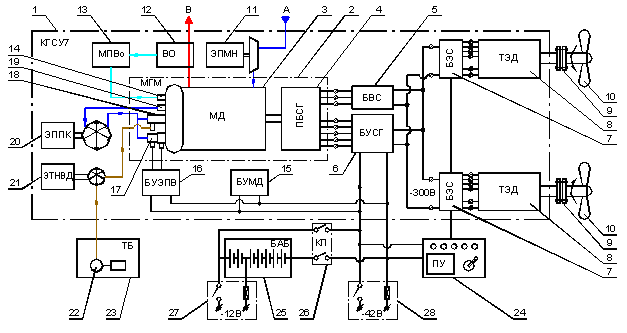 1 13 12 В 11 А 3 2 4 5
КГСУ7
МПВо ВО ЭПМН БЭС ТЭД
14
19
18
МГМ
МД
ПБСГ
БВС
БУСГ
10
9
8
7
20 ЭППК
21 ЭТНВД
17
БУЭПВ 16
БУМД 15
6
-300В
БЭС ТЭД
10
9
8
7
ТБ
БАБ
КП
ПУ
22 23 27
-12В
25 26
-42В
28 24